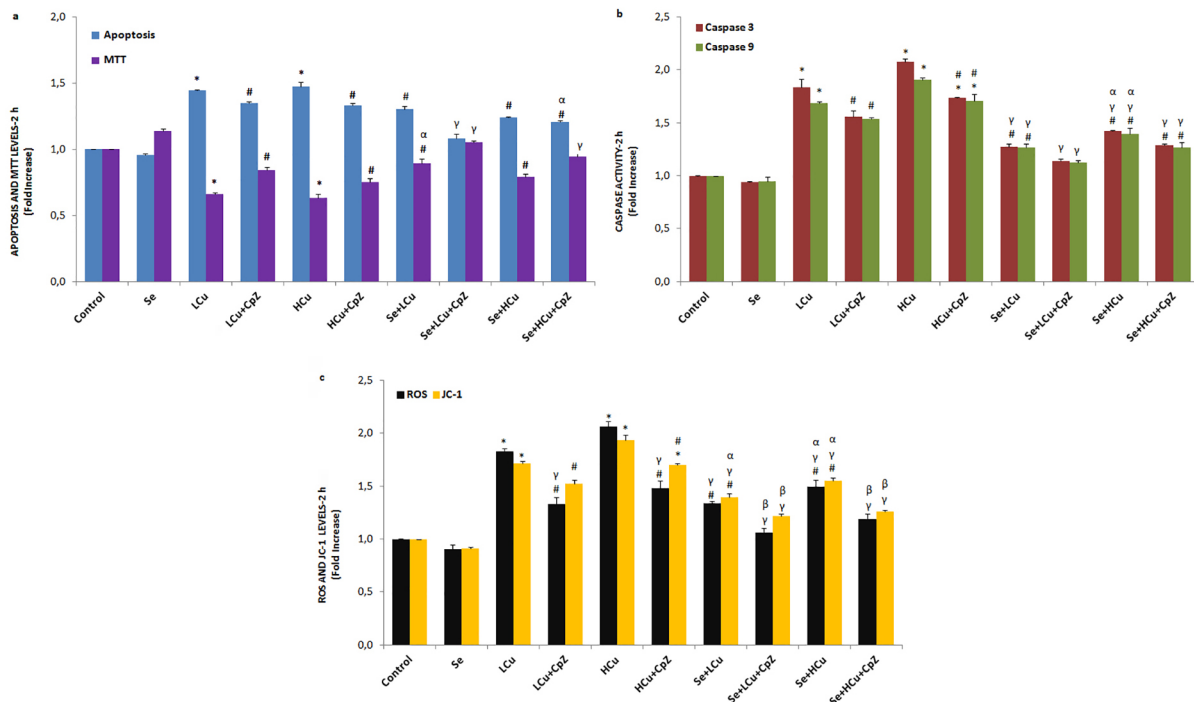 a
2,0
1,5
1,0
0,5
0,0
APOPTOSIS AND MTT LEVELS-2 h
(FoldIncrease)
Apoptosis
MTT
*
*
#
#
*
*
#
#
#
α
#
γ
γ
#
#
α
#
γ
Control
Se
LCu
LCu+CpZ
HCu
HCu+CpZ
Se+LCu
Se+LCu+CpZ
Se+HCu
Se+HCu+CpZ
b
2,5
2,0
1,5
1,0
0,5
0,0
CASPASE ACTIVITY-2 h
(Fold Increase)
Caspase 3
Caspase 9
*
*
#
#
*
*
# #
* *
γ γ
# #
γ γ
α α
γ γ
# #
γ γ
# #
Control
Se
LCu
LCu+CpZ
HCu
HCu+CpZ
Se+LCu
Se+LCu+CpZ
Se+HCu
Se+HCu+CpZ
c
2,5
2,0
1,5
1,0
0,5
0,0
ROS AND JC-1 LEVELS-2 h
(Fold Increase)
ROS
JC-1
*
*
γ
#
#
*
*
γ
#
#
*
γ
#
α
γ
#
β
γ
β
γ
α
γ
#
α
γ
#
β
γ
β
γ
Control
Se
LCu
LCu+CpZ
HCu
HCu+CpZ
Se+LCu
Se+LCu+CpZ
Se+HCu
Se+HCu+CpZ